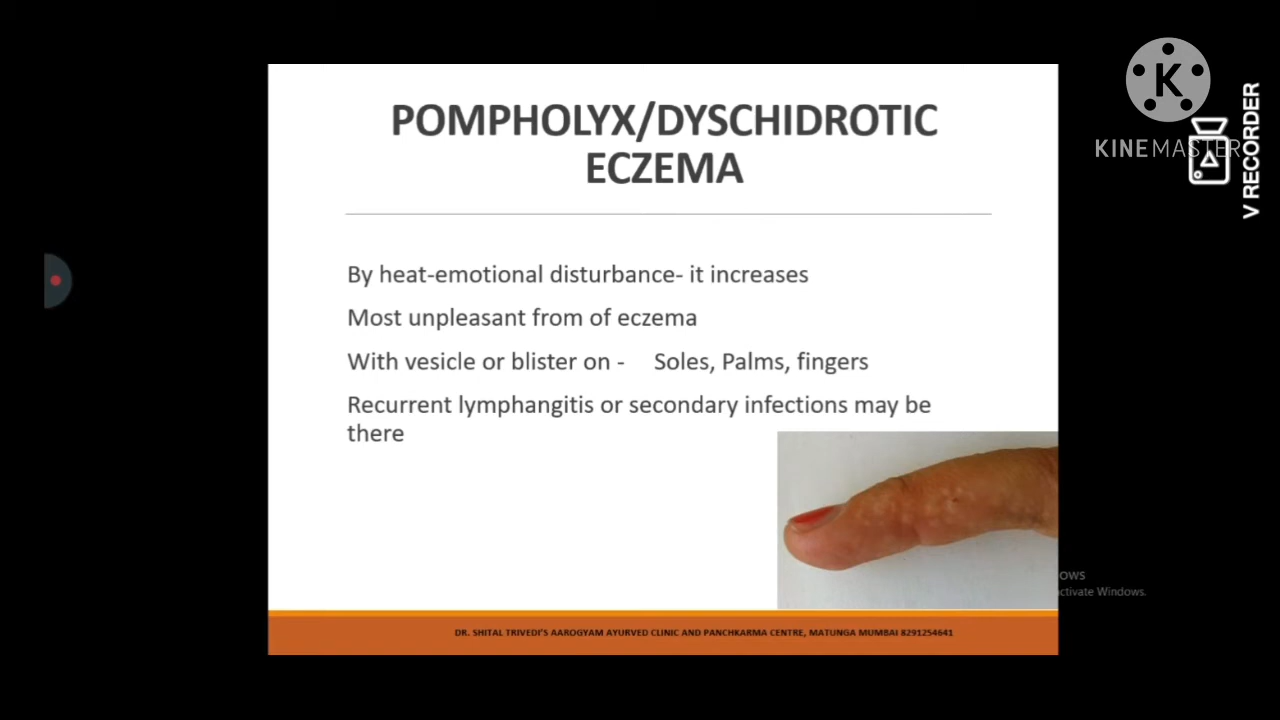 POMPHOLYX/DYSCHIDROTIC
ECZEMA
By heat-emotional disturbance- it increases
Most unpleasant from of eczema
With vesicle or blister on - Soles, Palms, fingers
Recurrent lymphangitis or secondary infections may be
there
DR. SHITAL TRIVEDI'S AAROGYAM AYURVED CLINIC AND PANCHKARMA CENTRE, MATUNGA MUMBAI 8291254641
K
KINEMASTER
V RECORDER
ows
ctivate Windows.